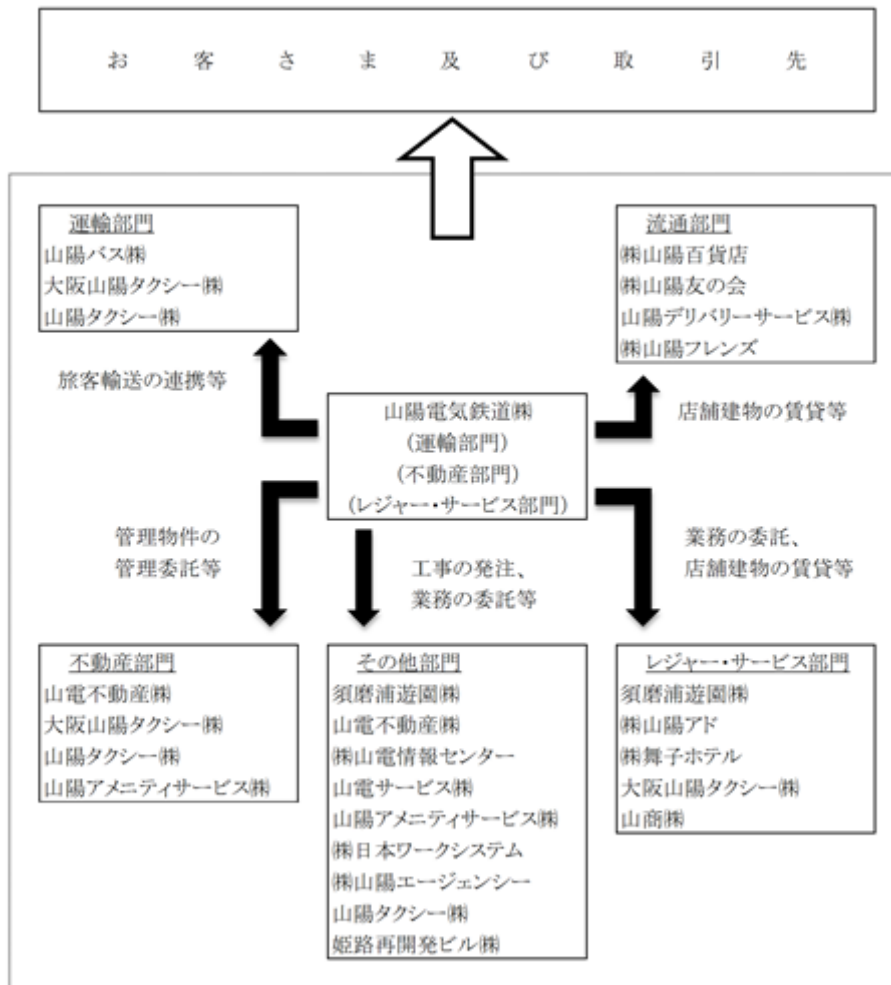 お客さま及び取引先
運輸部門
山陽バス㈱
大阪山陽タクシー㈱
山陽タクシー㈱
流通部門
㈱山陽百貨店
㈱山陽友の会
山陽デリバリーサービス㈱
㈱山陽フレンズ
旅客輸送の連携等
店舗建物の賃貸等
山陽電気鉄道㈱
(運輸部門)
(不動産部門)
(レジャー・サービス部門)
管理物件の
管理委託等
工事の発注、
業務の委託等
業務の委託、
店舗建物の賃貸等
不動産部門
山電不動産㈱
大阪山陽タクシー㈱
山陽タクシー㈱
山陽アメニティサービス㈱
その他部門
須磨浦遊園㈱
山電不動産㈱
㈱山電情報センター
山電サービス㈱
山陽アメニティサービス㈱
㈱日本ワークシステム
㈱山陽エージェンシー
山陽タクシー㈱
姫路再開発ビル㈱
レジャー・サービス部門
須磨浦遊園㈱
㈱山陽アド
㈱舞子ホテル
大阪山陽タクシー㈱
山商㈱